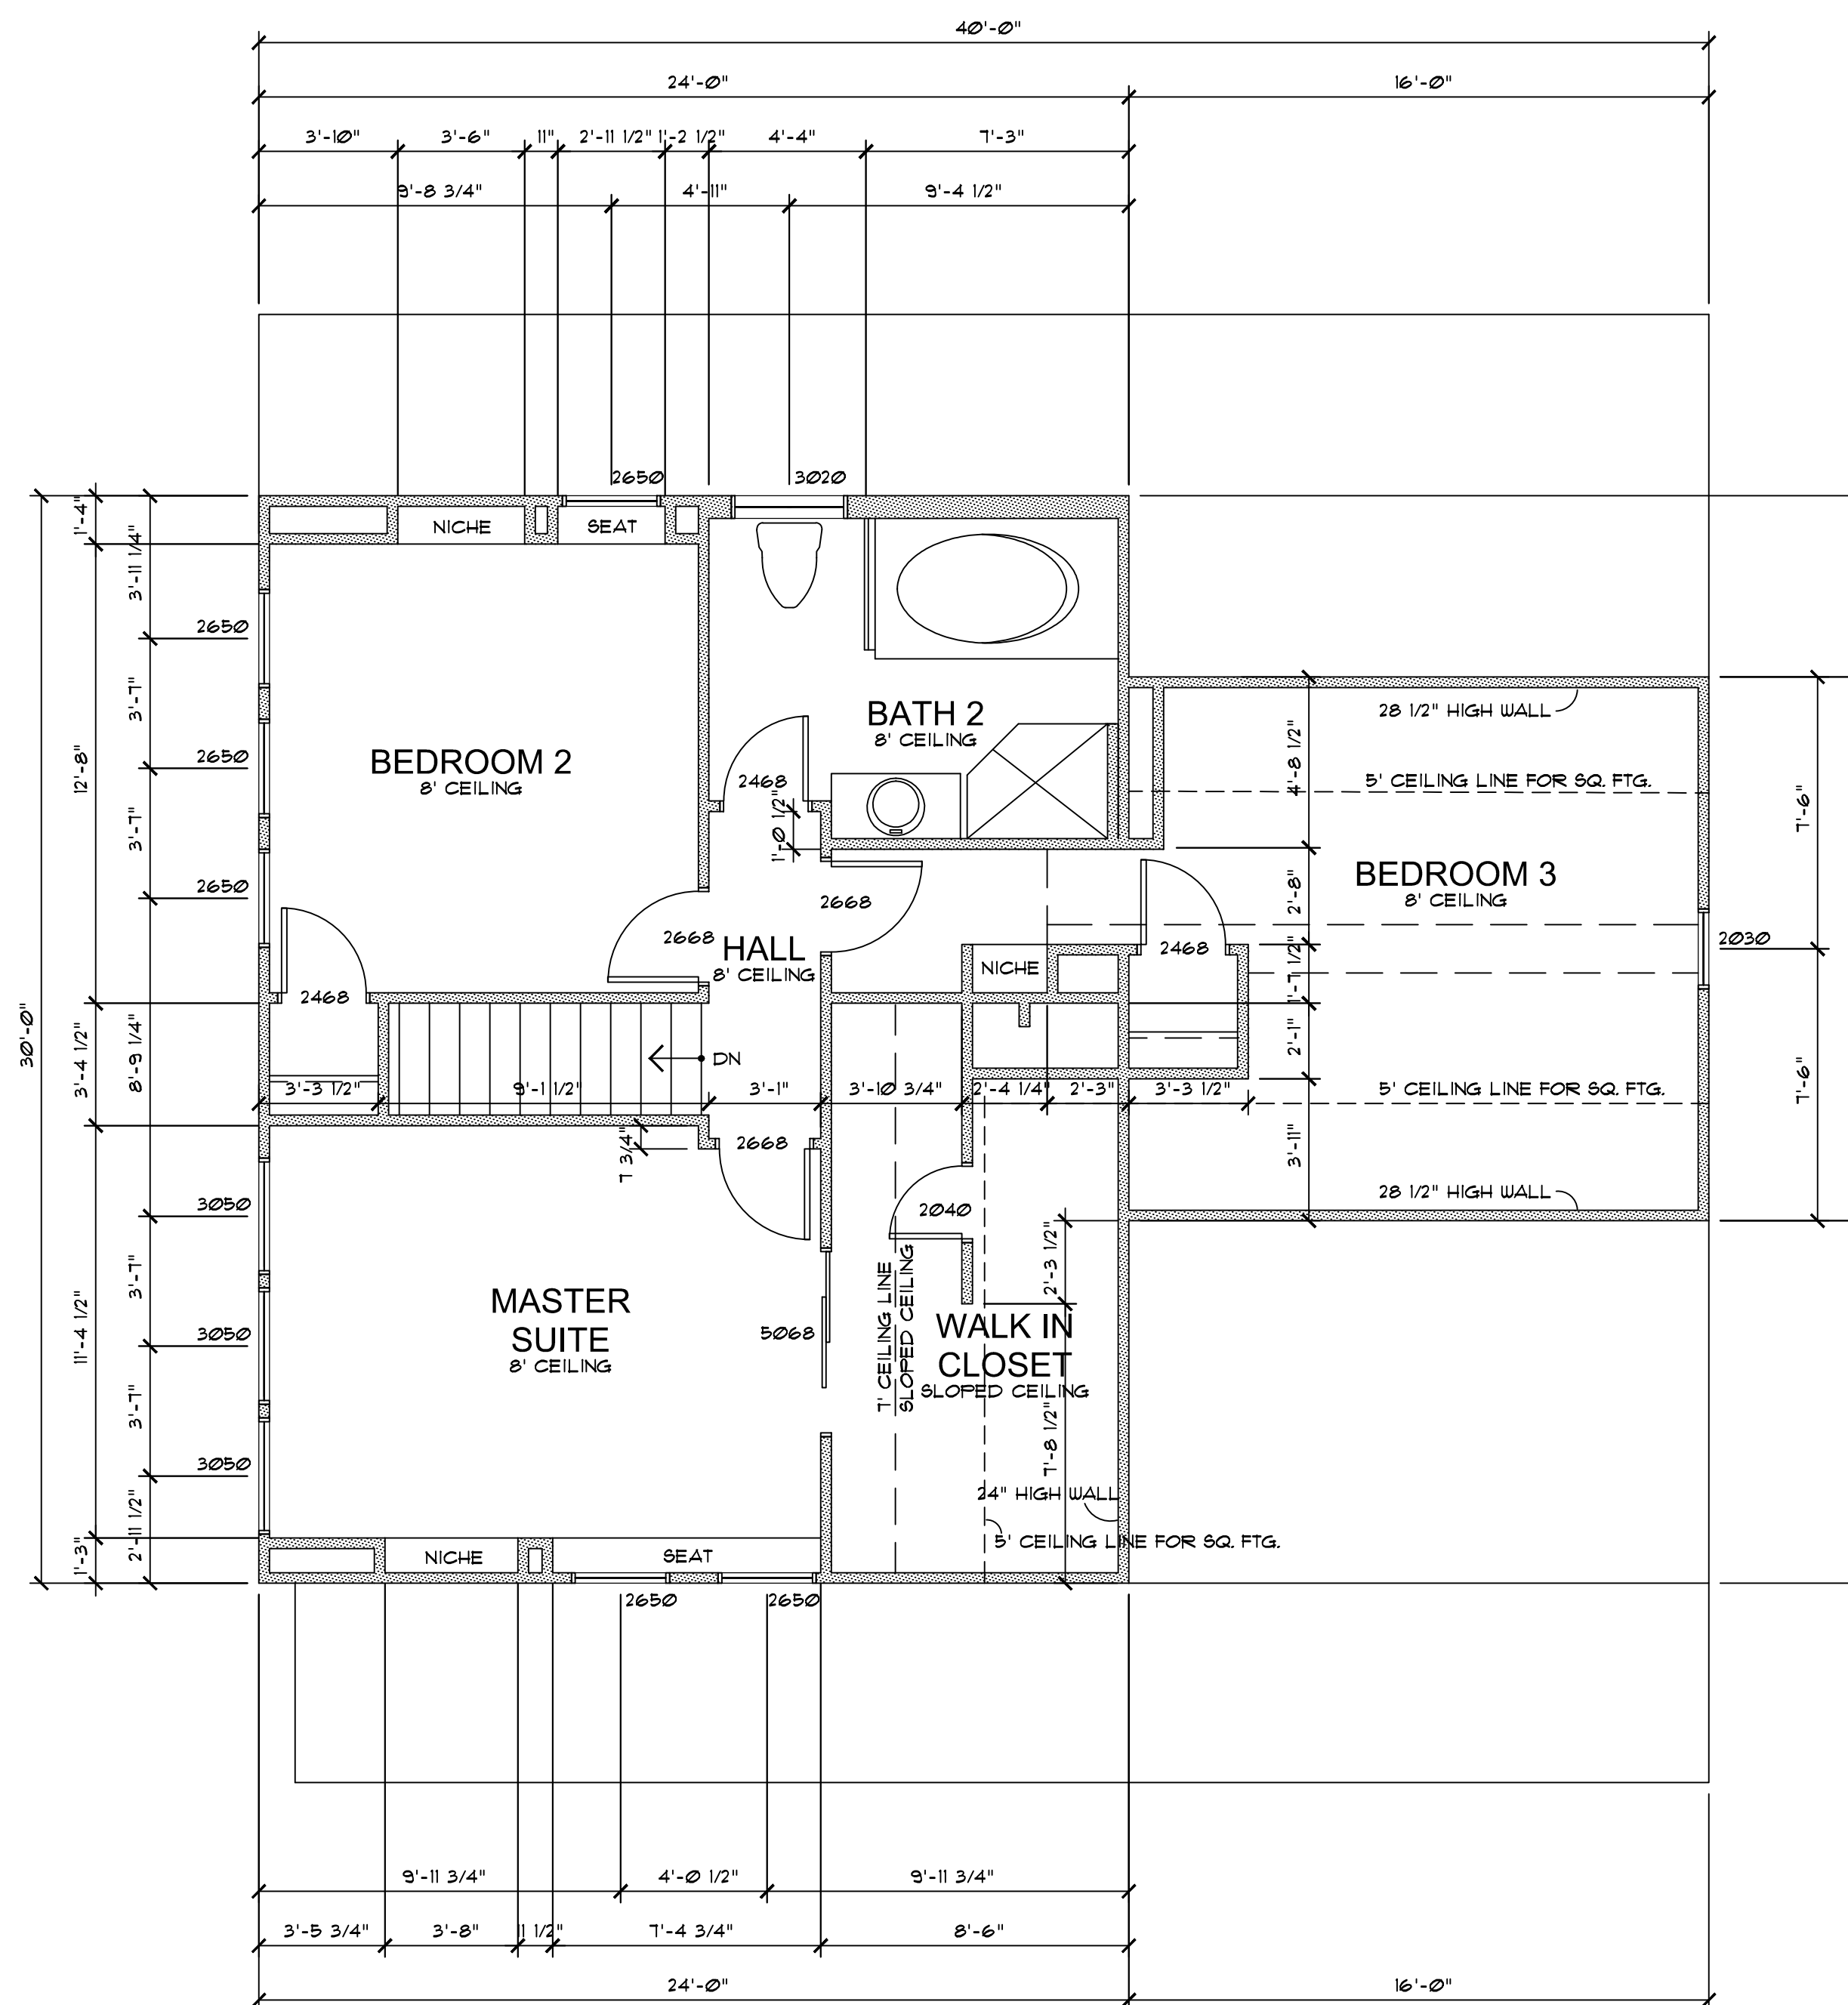 40'-0"
24'-0"
16'-0"
3'-10"
3'-6"
11"
2'-11 1/2"
1'-2 1/2"
4'-4"
7'-3"
9'-8 3/4"
4'-11"
9'-4 1/2"
2650
3020
NICHE
SEAT
1'-4"
3'-11 1/4"
2650
3'-7"
2650
12'-8"
3'-7"
2650
BEDROOM 2
8' CEILING
BATH 2
8' CEILING
2468
1'-0 1/2"
28 1/2" HIGH WALL
5' CEILING LINE FOR SQ. FTG.
4'-8 1/2"
7'-6"
BEDROOM 3
8' CEILING
2'-8"
2668
2668
HALL
8' CEILING
2468
NICHE
2468
2030
1'-7 1/2"
30'-0"
3'-4 1/2"
8'-9 1/4"
DN
2'-1"
3'-3 1/2"
9'-1 1/2"
3'-1"
3'-10 3/4"
2'-4 1/4"
2'-3"
3'-3 1/2"
5' CEILING LINE FOR SQ. FTG.
7'-6"
7 3/4"
2668
3'-11"
28 1/2" HIGH WALL
3050
2040
2'-3 1/2"
3'-7"
11'-4 1/2"
3050
MASTER
SUITE
8' CEILING
5068
7' CEILING LINE
SLOPED CEILING
WALK IN
CLOSET
SLOPED CEILING
3'-7"
3050
7'-8 1/2"
24" HIGH WALL
5' CEILING LINE FOR SQ. FTG.
2'-11 1/2"
1'-3"
NICHE
SEAT
2650
2650
9'-11 3/4"
4'-0 1/2"
9'-11 3/4"
3'-5 3/4"
3'-8"
11 1/2"
7'-4 3/4"
8'-6"
24'-0"
16'-0"